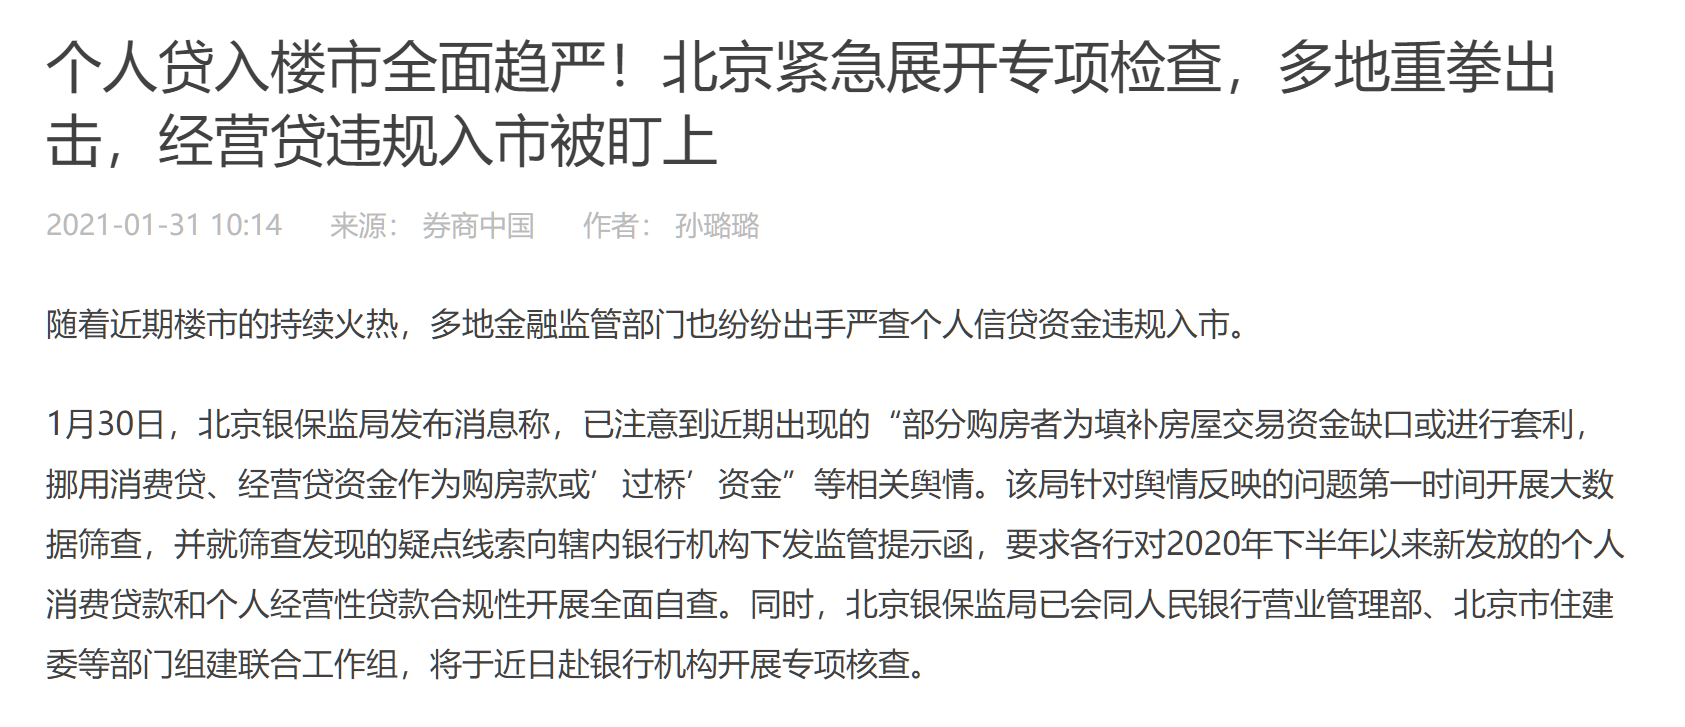 个人贷入楼市全面趋严！北京紧急展开专项检查，多地重拳出
击，经营贷违规入市被盯上
2021-01-31 10:14 来源： 券商中国 作者： 孙璐璐
随着近期楼市的持续火热，多地金融监管部门也纷纷出手严查个人信贷资金违规入市。
1月30日，北京银保监局发布消息称，已注意到近期出现的“部分购房者为填补房屋交易资金缺口或进行套利，
挪用消费贷、经营贷资金作为购房款或’过桥’资金”等相关舆情。该局针对舆情反映的问题第一时间开展大数
据筛查，并就筛查发现的疑点线索向辖内银行机构下发监管提示函，要求各行对2020年下半年以来新发放的个人
消费贷款和个人经营性贷款合规性开展全面自查。同时，北京银保监局已会同人民银行营业管理部、北京市住建
委等部门组建联合工作组，将于近日赴银行机构开展专项核查。